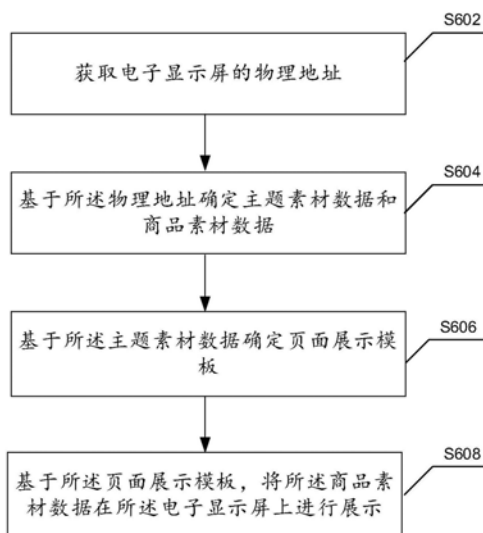 S602
获取电子显示屏的物理地址
S604
基于所述物理地址确定主题素材数据和
商品素材数据
S606
基于所述主题素材数据确定页面展示模
板
S608
基于所述页面展示模板，将所述商品素
材数据在所述电子显示屏上进行展示